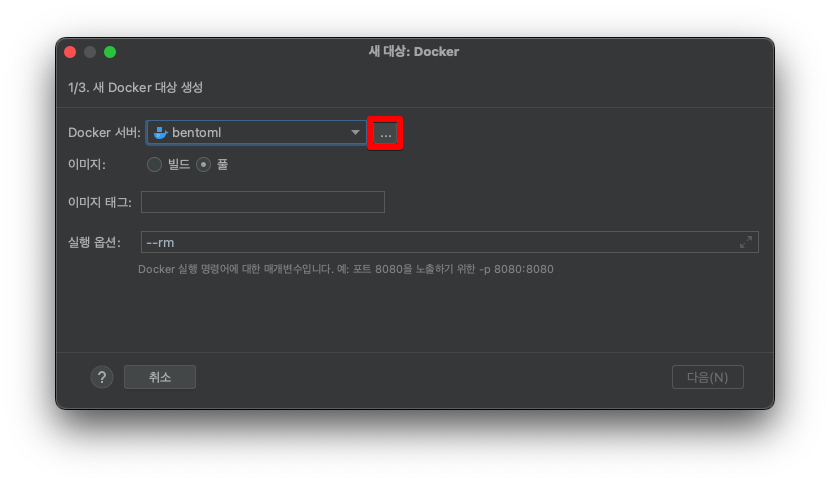 새 대상: Docker
1/3. 새 Docker 대상 생성
Docker 서버: bentoml ...
이미지: 빌드 풀
이미지 태그:
실행 옵션: --rm
Docker 실행 명령어에 대한 매개변수입니다. 예: 포트 8080을 노출하기 위한 -p 8080:8080
? 취소 다음(N)